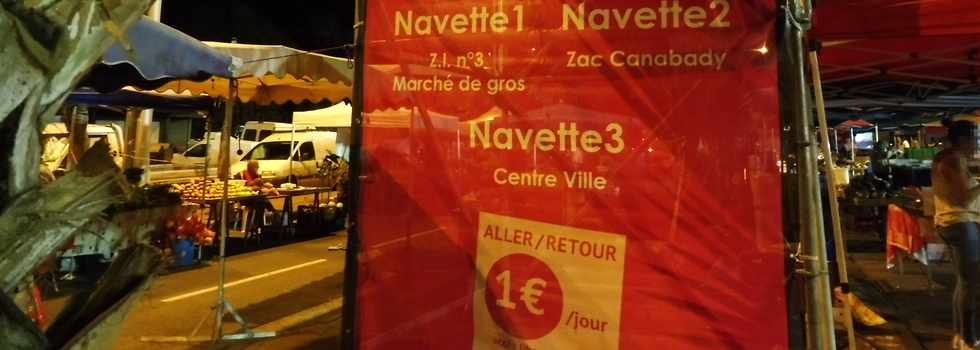 Navette1
Z.I. n°3
Marché de gros
Navette2
Zac Canabady
Navette3
Centre Ville
ALLER/RETOUR
1€
/jour